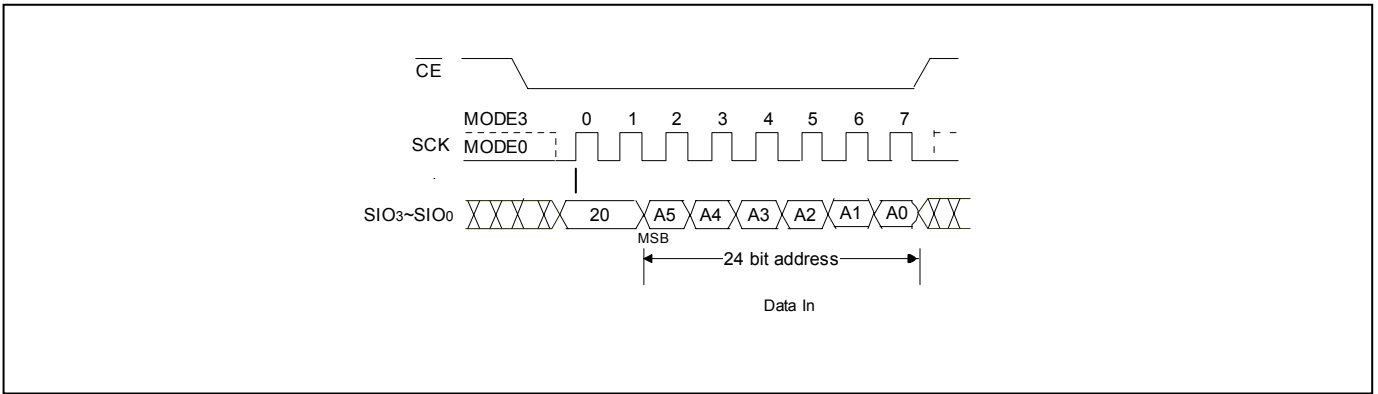 CE
MODE3 0 1 2 3 4 5 6 7
SCK MODE0
SIO3~SIO0 20 A5 A4 A3 A2 A1 A0
MSB
24 bit address
Data In